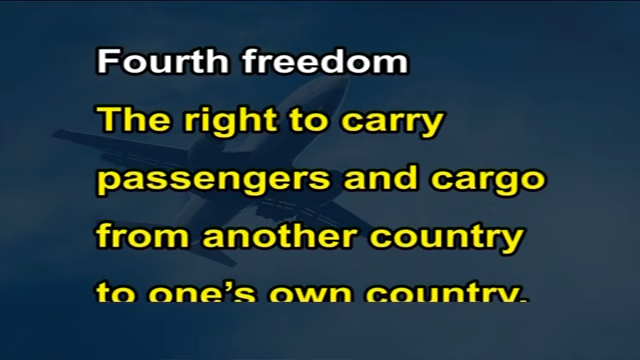 Fourth freedom
The right to carry
passengers and cargo
from another country
to one's own country.